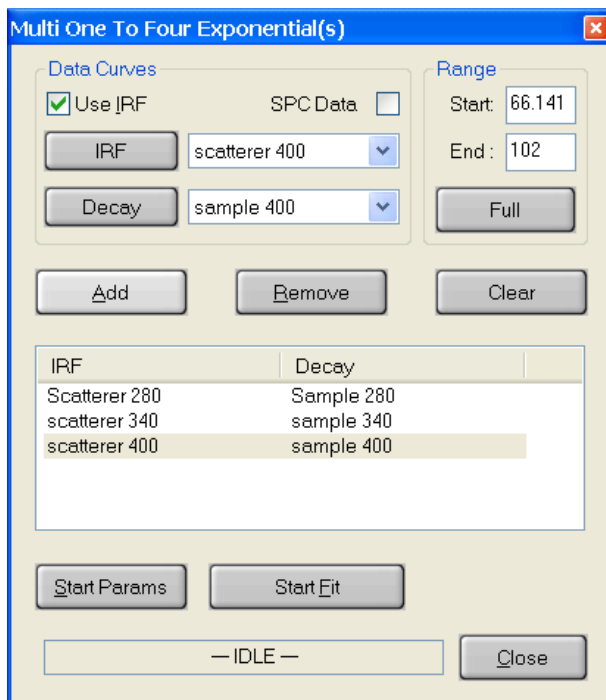 Multi One To Four Exponential(s)
Data Curves
Use IRF
SPC Data
IRF
scatterer 400
Decay
sample 400
Range
Start: 66.141
End : 102
Full
Add
Remove
Clear
IRF Decay
Scatterer 280 Sample 280
scatterer 340 sample 340
scatterer 400 sample 400
Start Params
Start Fit
— IDLE —
Close